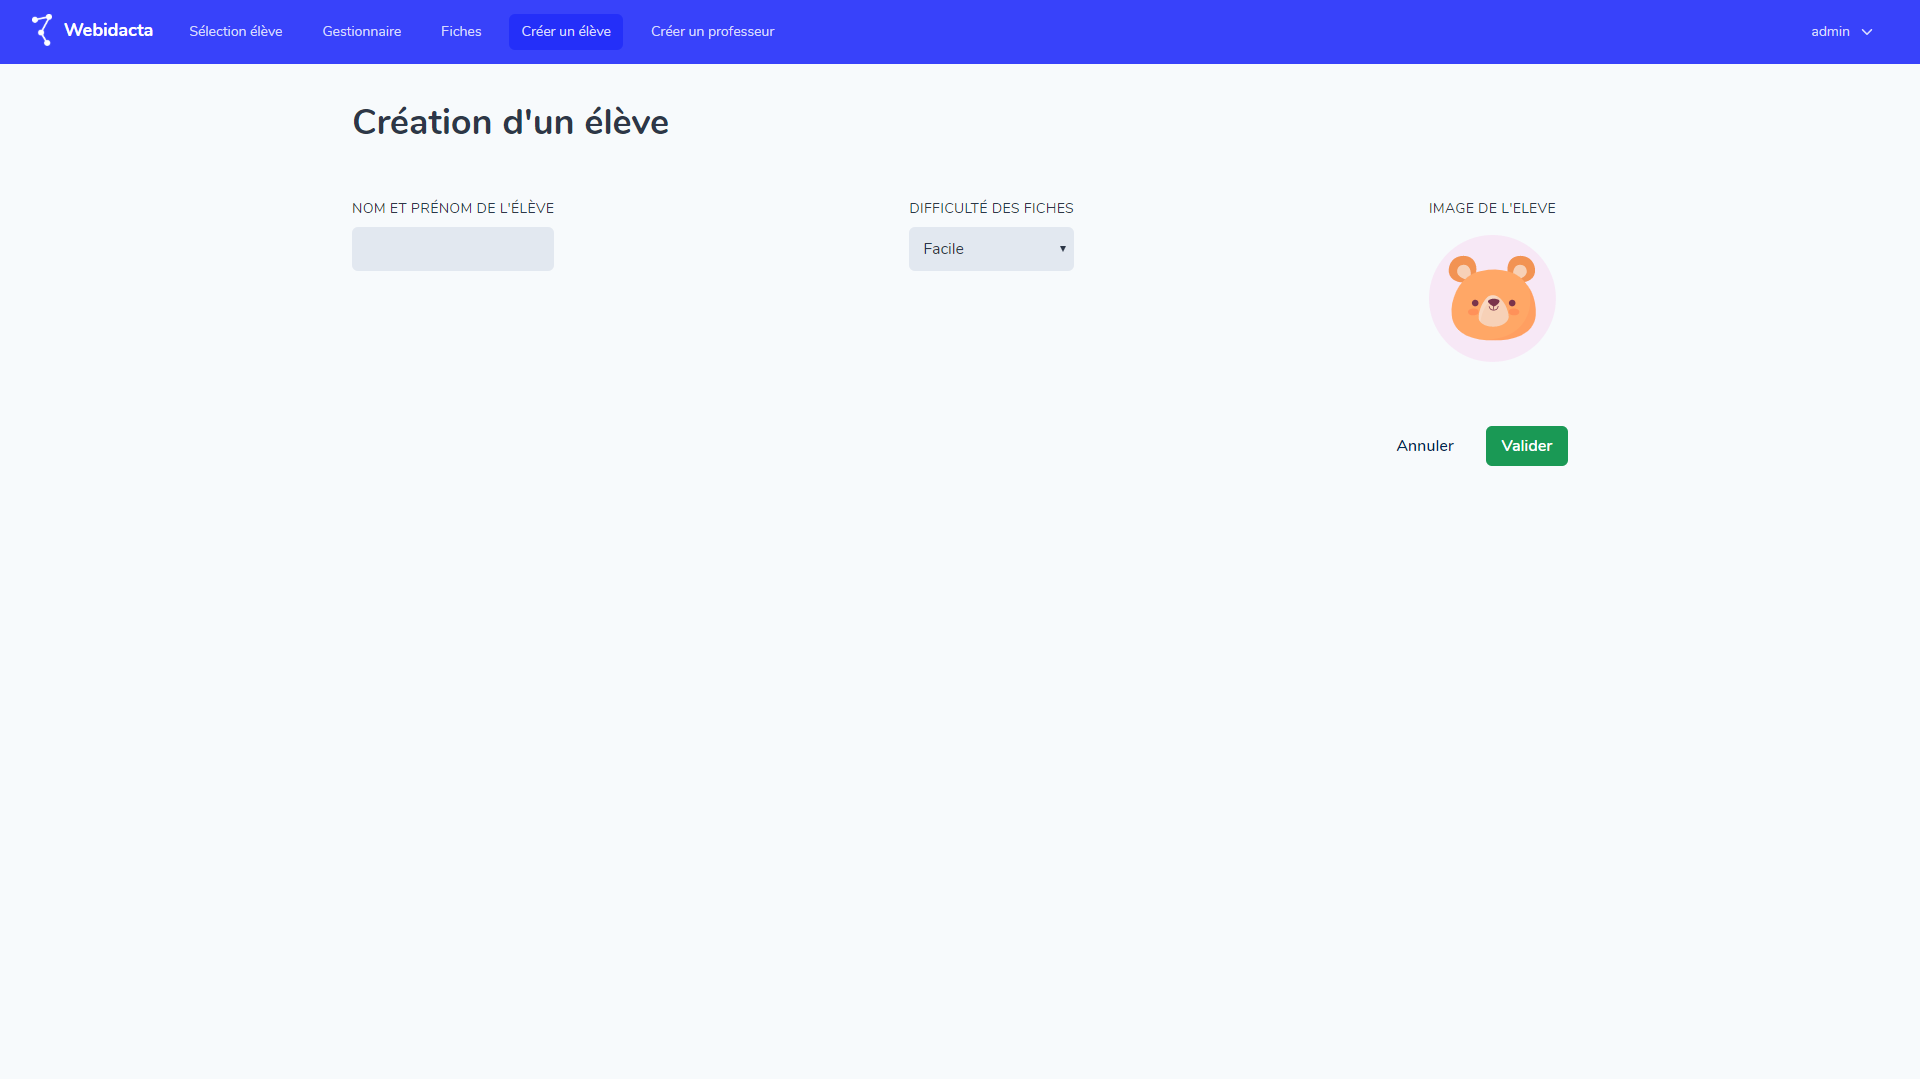 Webidacta
Sélection élève
Gestionnaire
Fiches
Créer un élève
Créer un professeur
admin
Création d'un élève
NOM ET PRÉNOM DE L'ÉLÈVE
DIFFICULTÉ DES FICHES
IMAGE DE L'ELEVE
Facile
Annuler
Valider